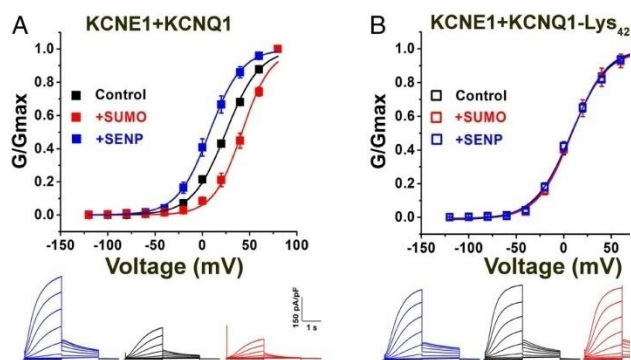 A
KCNE1+KCNQ1
Control
+SUMO
+SENP
G/Gmax
1.0
0.8
0.6
0.4
0.2
0.0
-150 -100 -50 0 50 100
Voltage (mV)
150 pA/pF
1 s
B
KCNE1+KCNQ1-Lys42
Control
+SUMO
+SENP
G/Gmax
1.0
0.8
0.6
0.4
0.2
0.0
-150 -100 -50 0 50
Voltage (mV)